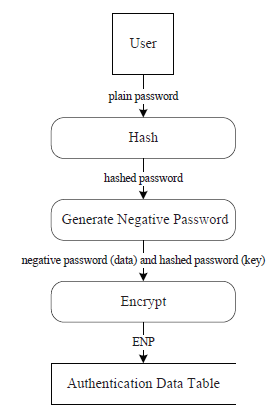 User
plain password
Hash
hashed password
Generate Negative Password
negative password (data) and hashed password (key)
Encrypt
ENP
Authentication Data Table